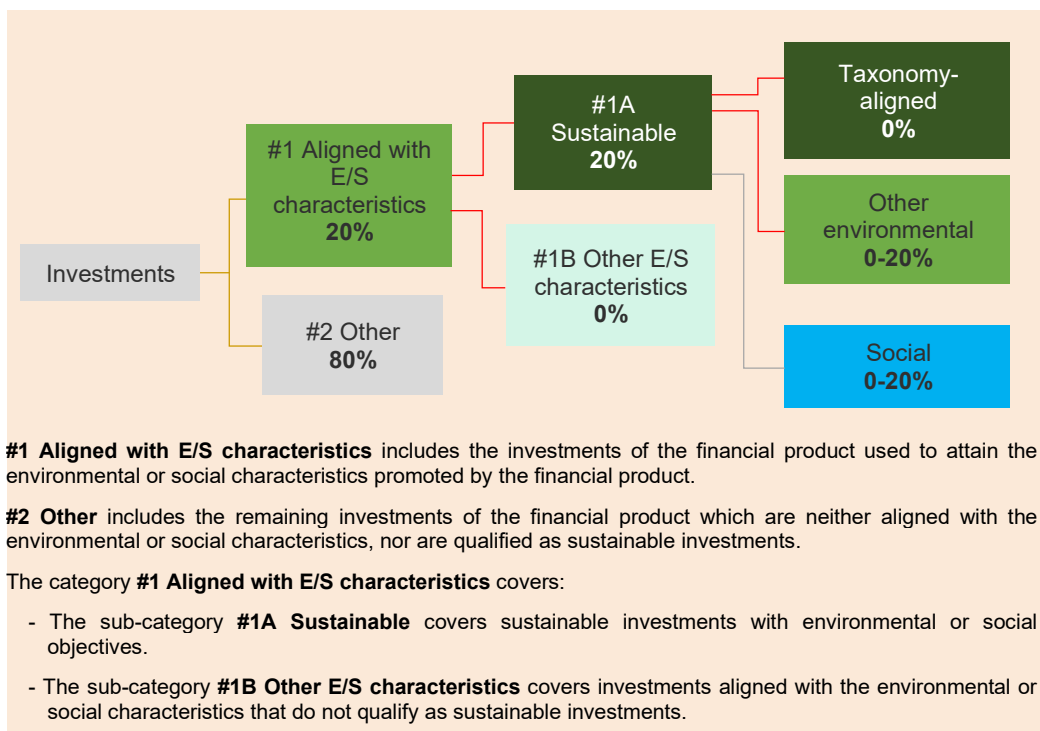 Investments
#1 Aligned with
E/S
characteristics
20%
#2 Other
80%
#1A
Sustainable
20%
#1B Other E/S
characteristics
0%
Taxonomy-
aligned
0%
Other
environmental
0-20%
Social
0-20%
#1 Aligned with E/S characteristics includes the investments of the financial product used to attain the
environmental or social characteristics promoted by the financial product.
#2 Other includes the remaining investments of the financial product which are neither aligned with the
environmental or social characteristics, nor are qualified as sustainable investments.
The category #1 Aligned with E/S characteristics covers:
- The sub-category #1A Sustainable covers sustainable investments with environmental or social
objectives.
- The sub-category #1B Other E/S characteristics covers investments aligned with the environmental or
social characteristics that do not qualify as sustainable investments.